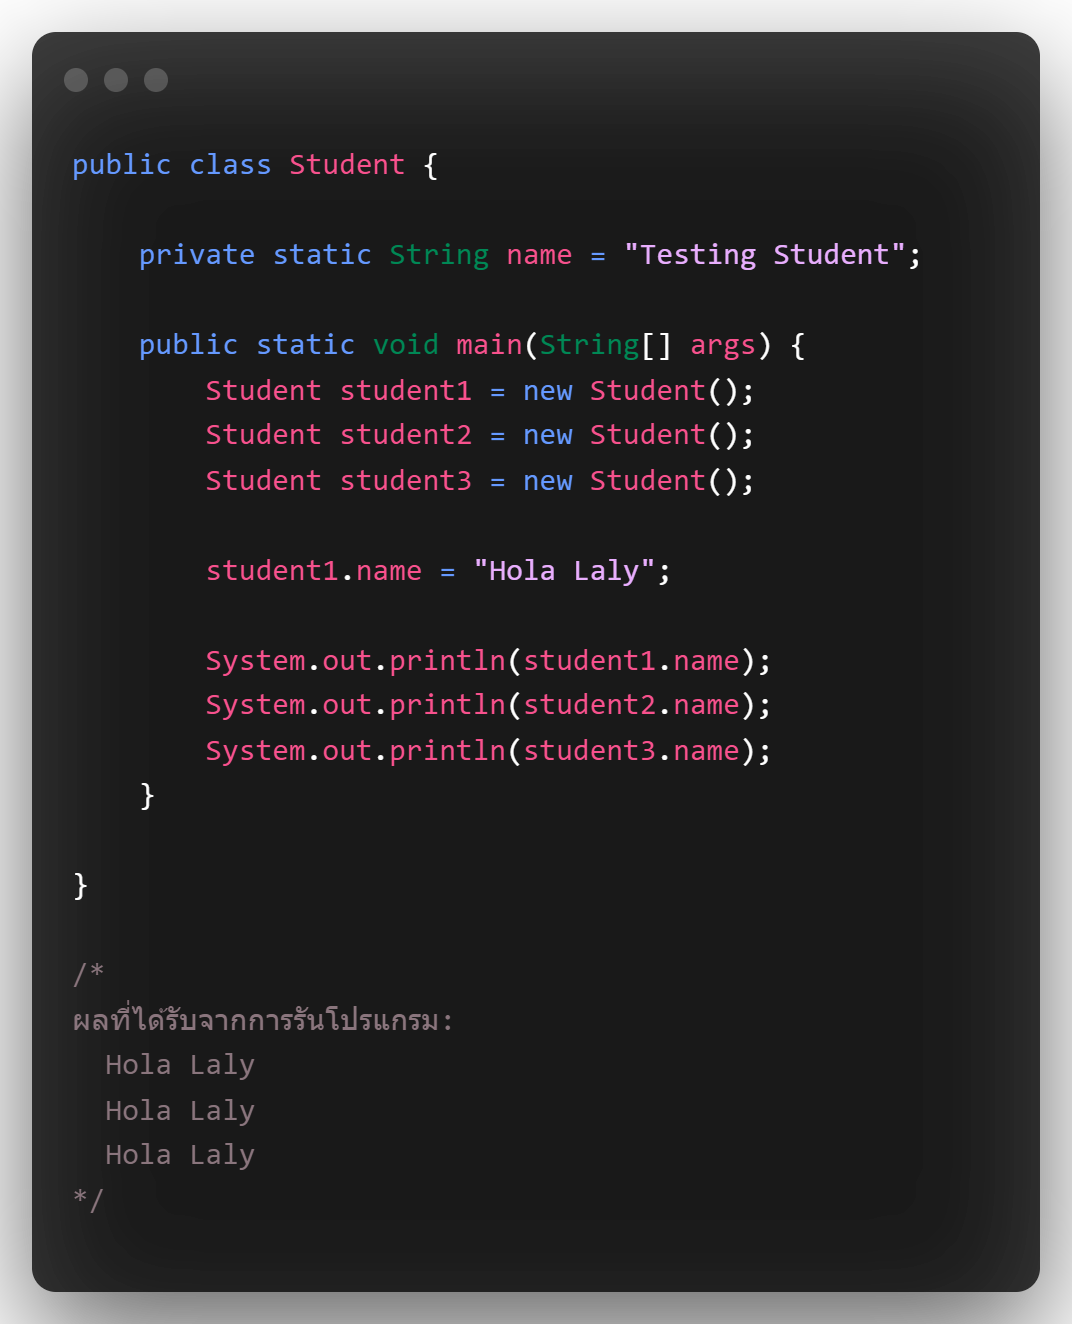 public class Student {
    private static String name = "Testing Student";
    public static void main(String[] args) {
        Student student1 = new Student();
        Student student2 = new Student();
        Student student3 = new Student();
        student1.name = "Hola Laly";
        System.out.println(student1.name);
        System.out.println(student2.name);
        System.out.println(student3.name);
    }
}
/*
ผลที่ได้รับจากการรันโปรแกรม:
  Hola Laly
  Hola Laly
  Hola Laly
*/